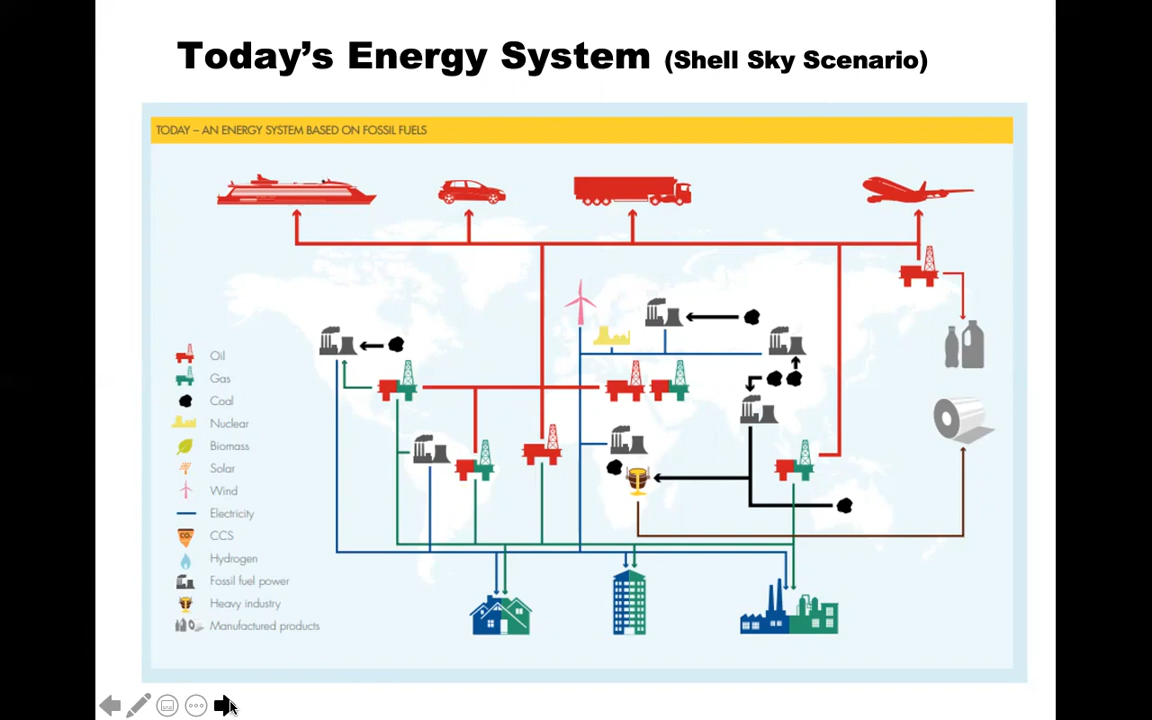 Today's Energy System (Shell Sky Scenario)
TODAY – AN ENERGY SYSTEM BASED ON FOSSIL FUELS
Oil
Gas
Coal
Nuclear
Biomass
Solar
Wind
Electricity
CO₂
CCS
Hydrogen
Fossil fuel power
Heavy industry
Manufactured products